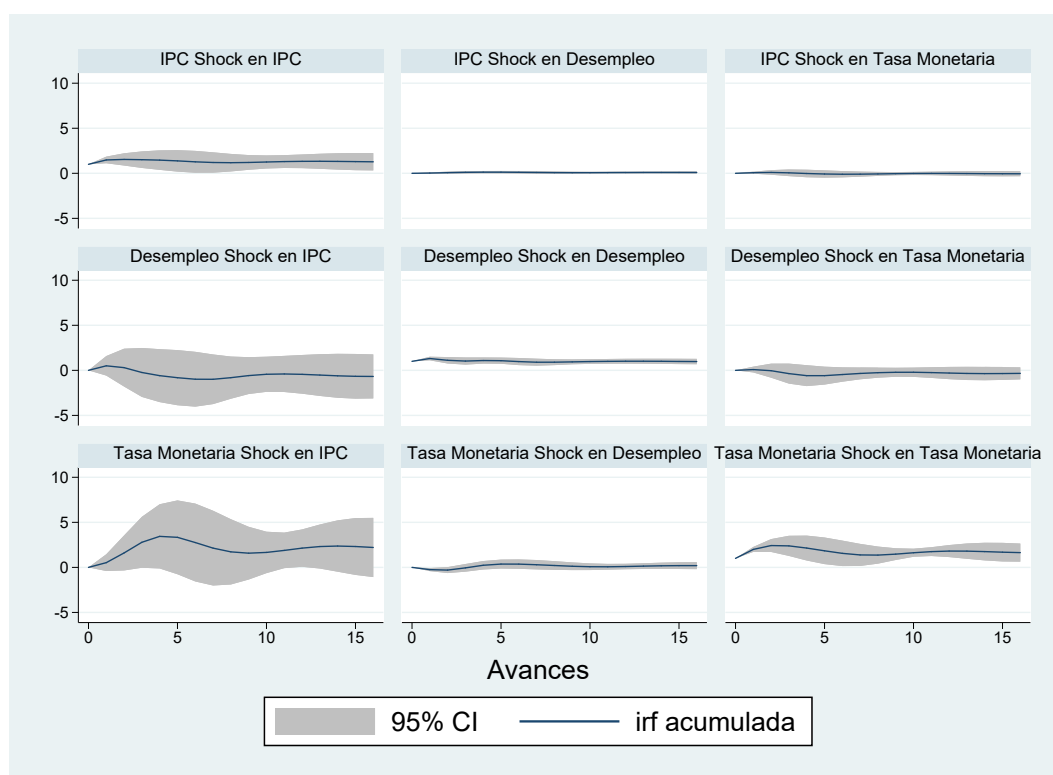 IPC Shock en IPC
IPC Shock en Desempleo
IPC Shock en Tasa Monetaria
10
5
0
-5
Desempleo Shock en IPC
Desempleo Shock en Desempleo
Desempleo Shock en Tasa Monetaria
10
5
0
-5
Tasa Monetaria Shock en IPC
Tasa Monetaria Shock en Desempleo
Tasa Monetaria Shock en Tasa Monetaria
10
5
0
-5
0 5 10 15
0 5 10 15
0 5 10 15
Avances
95% CI
irf acumulada